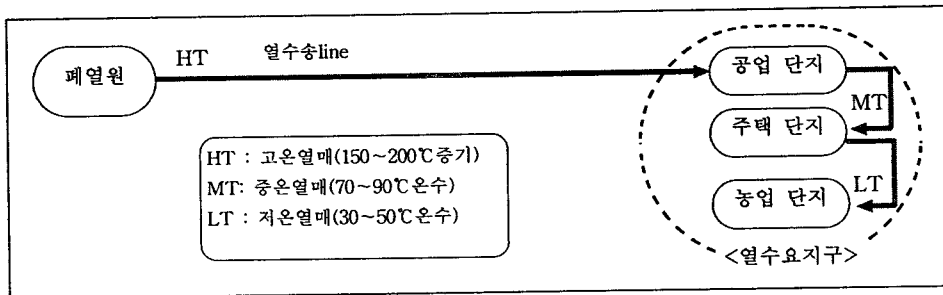 폐열원
HT
열수송line
공업 단지
MT
주택 단지
LT
농업 단지
<열수요지구>
HT : 고온열매(150~200℃증기)
MT: 중온열매(70~90℃온수)
LT : 저온열매(30~50℃온수)